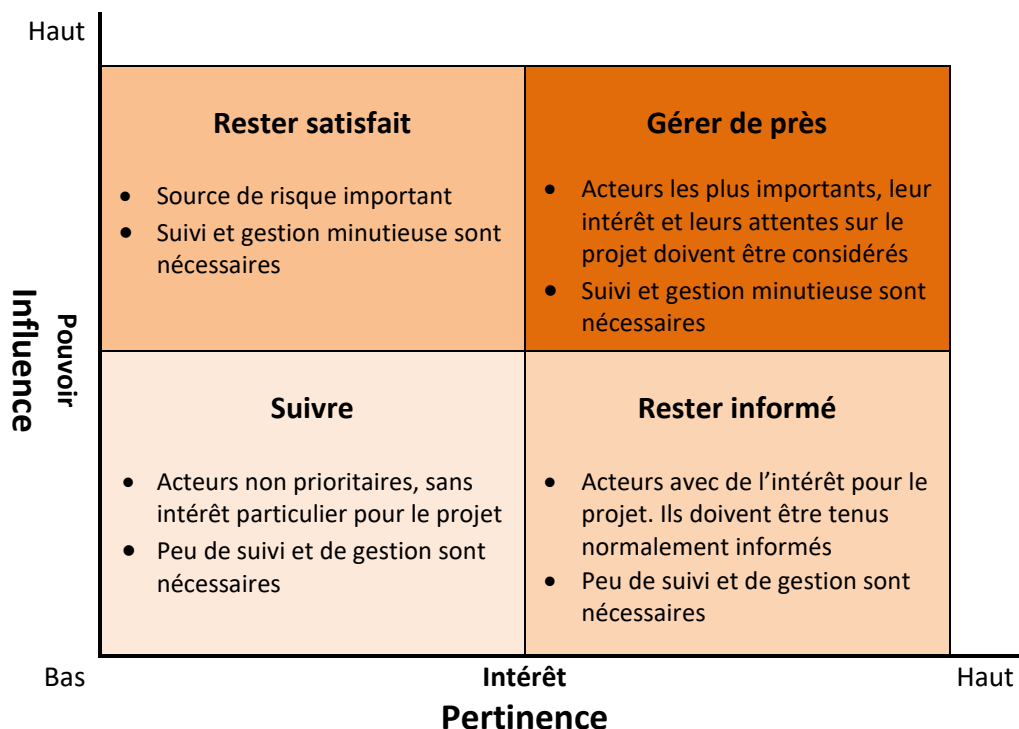 Haut
Rester satisfait
• Source de risque important
• Suivi et gestion minutieuse sont
nécessaires
Gérer de près
• Acteurs les plus importants, leur
intérêt et leurs attentes sur le
projet doivent être considérés
• Suivi et gestion minutieuse sont
nécessaires
Influence
Pouvoir
Suivre
• Acteurs non prioritaires, sans
intérêt particulier pour le projet
• Peu de suivi et de gestion sont
nécessaires
Rester informé
• Acteurs avec de l’intérêt pour le
projet. Ils doivent être tenus
normalement informés
• Peu de suivi et de gestion sont
nécessaires
Bas
Intérêt
Haut
Pertinence